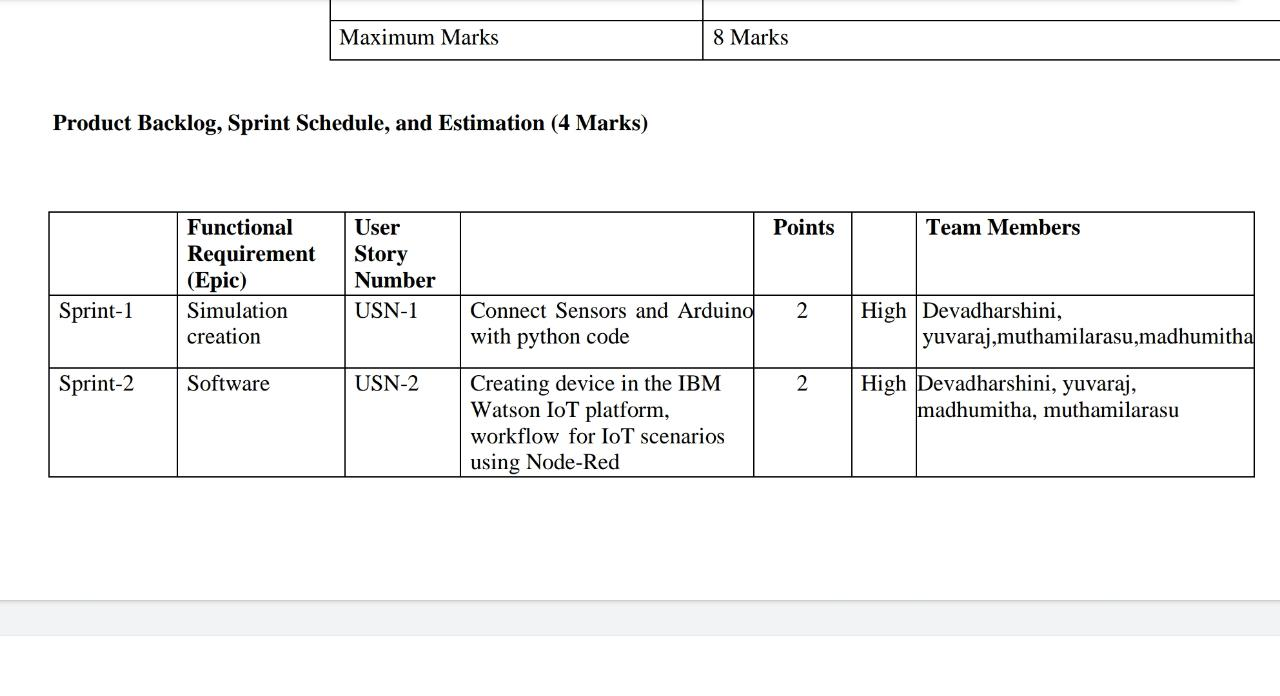 Maximum Marks 8 Marks
Product Backlog, Sprint Schedule, and Estimation (4 Marks)
Functional Requirement (Epic) User Story Number Points Team Members
Sprint-1 Simulation creation USN-1 Connect Sensors and Arduino with python code 2 High Devadharshini, yuvaraj,muthamilarasu,madhumitha
Sprint-2 Software USN-2 Creating device in the IBM Watson IoT platform, workflow for IoT scenarios using Node-Red 2 High Devadharshini, yuvaraj, madhumitha, muthamilarasu